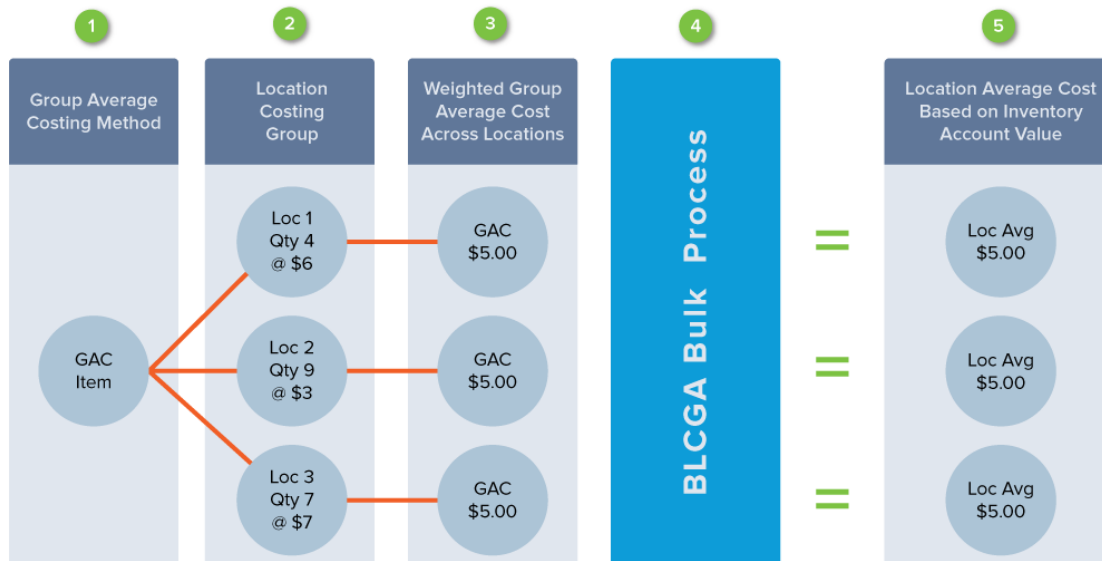 1
2
3
4
5
Group Average
Costing Method
Location
Costing
Group
Weighted Group
Average Cost
Across Locations
BLCGA Bulk Process
Location Average Cost
Based on Inventory
Account Value
GAC
Item
Loc 1
Qty 4
@ $6
GAC
$5.00
=
Loc Avg
$5.00
Loc 2
Qty 9
@ $3
GAC
$5.00
=
Loc Avg
$5.00
Loc 3
Qty 7
@ $7
GAC
$5.00
=
Loc Avg
$5.00